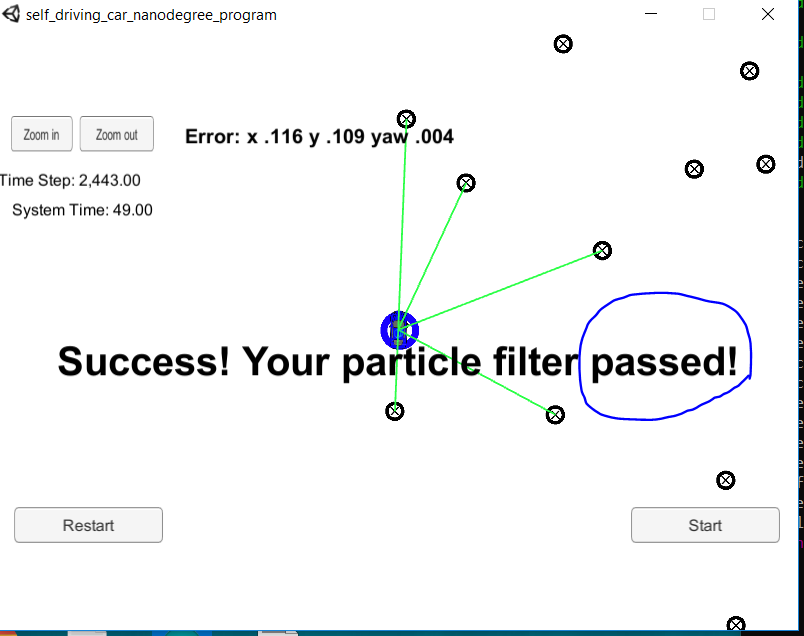 self_driving_car_nanodegree_program
Zoom in
Zoom out
Error: x .116 y .109 yaw .004
Time Step: 2,443.00
System Time: 49.00
Success! Your particle filter passed!
Restart
Start